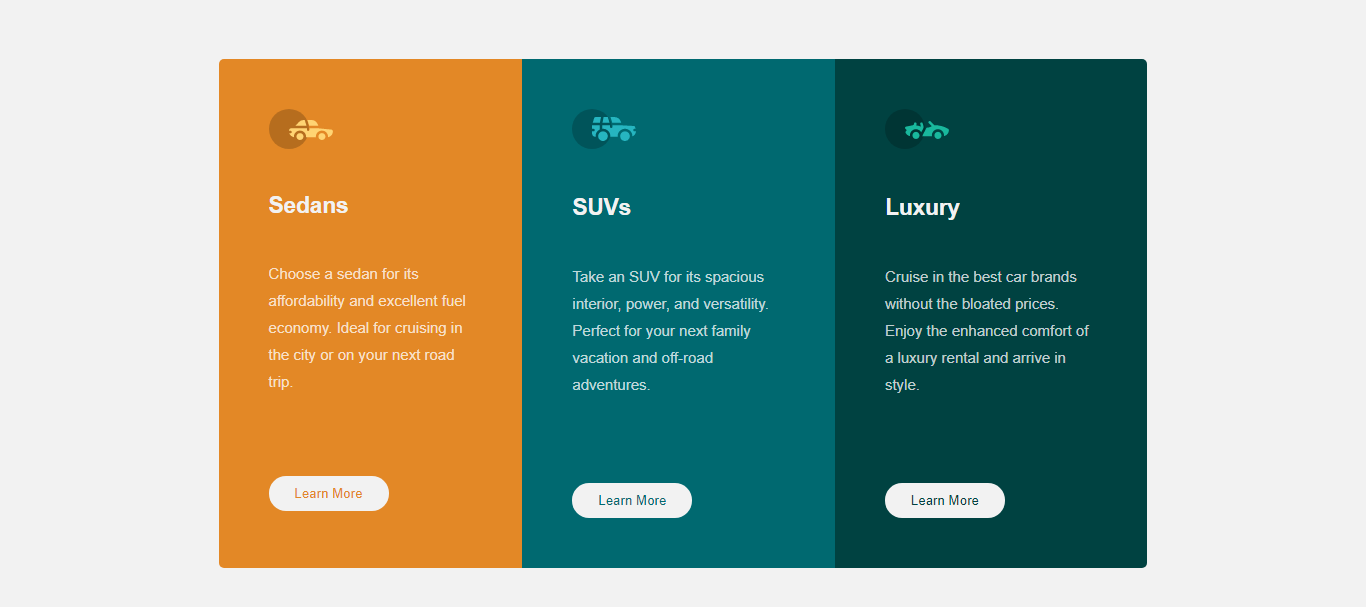 Sedans
Choose a sedan for its
affordability and excellent fuel
economy. Ideal for cruising in
the city or on your next road
trip.
Learn More
SUVs
Take an SUV for its spacious
interior, power, and versatility.
Perfect for your next family
vacation and off-road
adventures.
Learn More
Luxury
Cruise in the best car brands
without the bloated prices.
Enjoy the enhanced comfort of
a luxury rental and arrive in
style.
Learn More